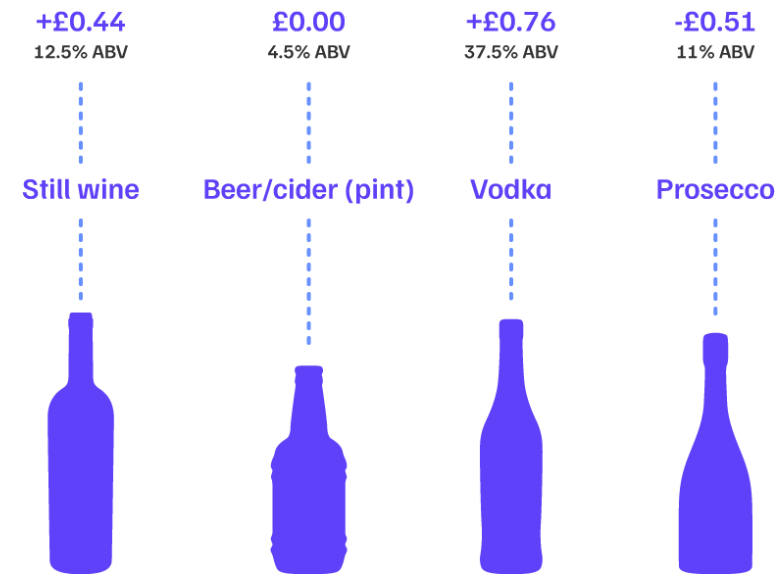 +£0.44
12.5% ABV
Still wine
£0.00
4.5% ABV
Beer/cider (pint)
+£0.76
37.5% ABV
Vodka
-£0.51
11% ABV
Prosecco